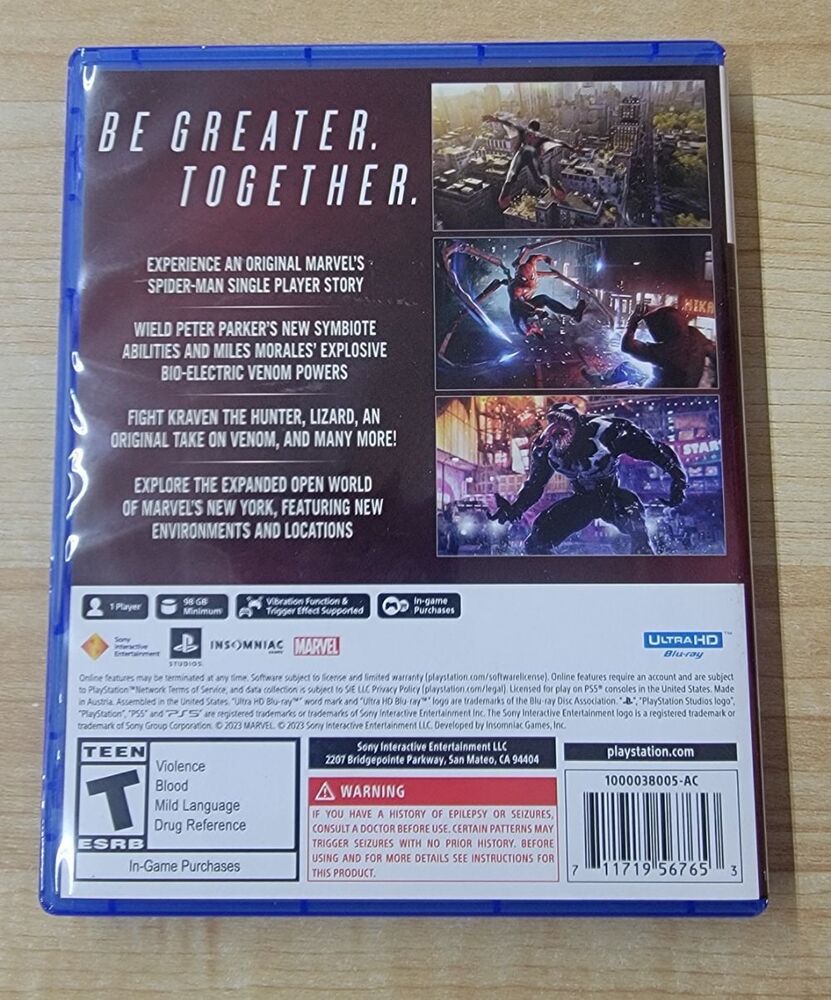 BE GREATER.
TOGETHER.
EXPERIENCE AN ORIGINAL MARVEL'S
SPIDER-MAN SINGLE PLAYER STORY
WIELD PETER PARKER'S NEW SYMBIOTE
ABILITIES AND MILES MORALES' EXPLOSIVE
BIO-ELECTRIC VENOM POWERS
FIGHT KRAVEN THE HUNTER, LIZARD, AN
ORIGINAL TAKE ON VENOM, AND MANY MORE!
EXPLORE THE EXPANDED OPEN WORLD
OF MARVEL'S NEW YORK, FEATURING NEW
ENVIRONMENTS AND LOCATIONS
STAR
1 Player
98 GB
Minimum
Vibration Function &
Trigger Effect Supported
In-game
Purchases
Sony
Interactive
Entertainment
STUDIOS
INSOMNIAC
GAMES
MARVEL
ULTRA HD™
Blu-ray
Online features may be terminated at any time. Software subject to license and limited warranty (playstation.com/softwarelicense). Online features require an account and are subject
to PlayStation™Network Terms of Service, and data collection is subject to SIE LLC Privacy Policy (playstation.com/legal). Licensed for play on PS5® consoles in the United States. Made
in Austria. Assembled in the United States. "Ultra HD Blu-ray™" word mark and "Ultra HD Blu-ray™" logo are trademarks of the Blu-ray Disc Association. "", "PlayStation Studios logo",
"PlayStation", "PS5" and "PS5" are registered trademarks or trademarks of Sony Interactive Entertainment Inc. The Sony Interactive Entertainment logo is a registered trademark or
trademark of Sony Group Corporation. © 2023 MARVEL. © 2023 Sony Interactive Entertainment LLC. Developed by Insomniac Games, Inc.
TEEN
T
ESRB
Violence
Blood
Mild Language
Drug Reference
In-Game Purchases
Sony Interactive Entertainment LLC
2207 Bridgepointe Parkway, San Mateo, CA 94404
WARNING
IF YOU HAVE A HISTORY OF EPILEPSY OR SEIZURES,
CONSULT A DOCTOR BEFORE USE. CERTAIN PATTERNS MAY
TRIGGER SEIZURES WITH NO PRIOR HISTORY. BEFORE
USING AND FOR MORE DETAILS SEE INSTRUCTIONS FOR
THIS PRODUCT.
playstation.com
1000038005-AC
7 11719 56765 3